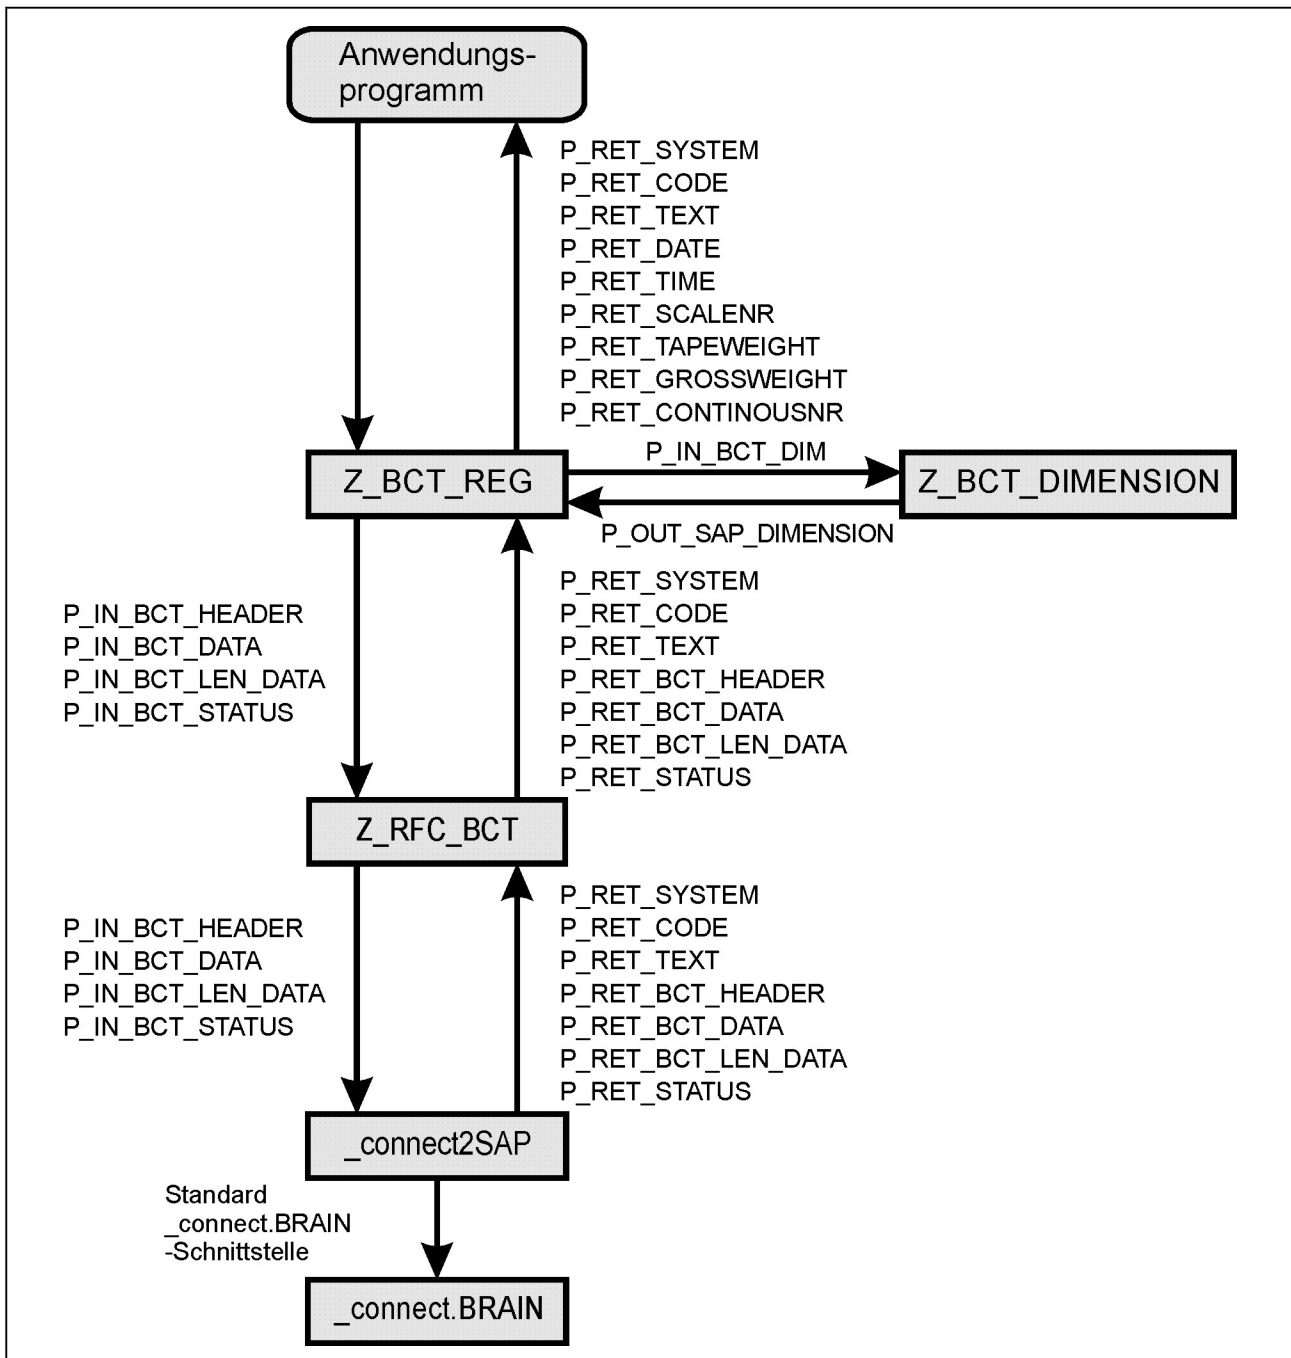 Anwendungs-
programm
P_RET_SYSTEM
P_RET_CODE
P_RET_TEXT
P_RET_DATE
P_RET_TIME
P_RET_SCALENR
P_RET_TAPEWEIGHT
P_RET_GROSSWEIGHT
P_RET_CONTINOUSNR
Z_BCT_REG
P_IN_BCT_DIM
Z_BCT_DIMENSION
P_OUT_SAP_DIMENSION
P_IN_BCT_HEADER
P_IN_BCT_DATA
P_IN_BCT_LEN_DATA
P_IN_BCT_STATUS
P_RET_SYSTEM
P_RET_CODE
P_RET_TEXT
P_RET_BCT_HEADER
P_RET_BCT_DATA
P_RET_BCT_LEN_DATA
P_RET_STATUS
Z_RFC_BCT
P_IN_BCT_HEADER
P_IN_BCT_DATA
P_IN_BCT_LEN_DATA
P_IN_BCT_STATUS
P_RET_SYSTEM
P_RET_CODE
P_RET_TEXT
P_RET_BCT_HEADER
P_RET_BCT_DATA
P_RET_BCT_LEN_DATA
P_RET_STATUS
_connect2SAP
Standard
_connect.BRAIN
-Schnittstelle
_connect.BRAIN